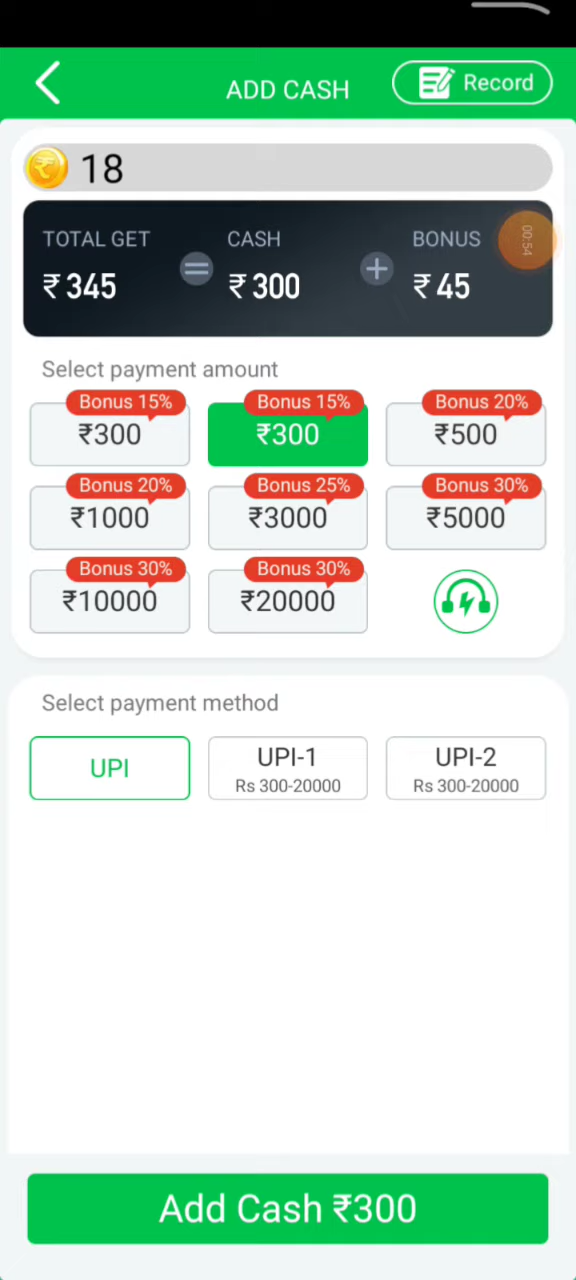 ADD CASH
Record
18
TOTAL GET CASH BONUS
₹345 = ₹300 + ₹45
00:54
Select payment amount
Bonus 15% Bonus 15% Bonus 20%
₹300 ₹300 ₹500
Bonus 20% Bonus 25% Bonus 30%
₹1000 ₹3000 ₹5000
Bonus 30% Bonus 30%
₹10000 ₹20000
Select payment method
UPI UPI-1 UPI-2
Rs 300-20000 Rs 300-20000
Add Cash ₹300